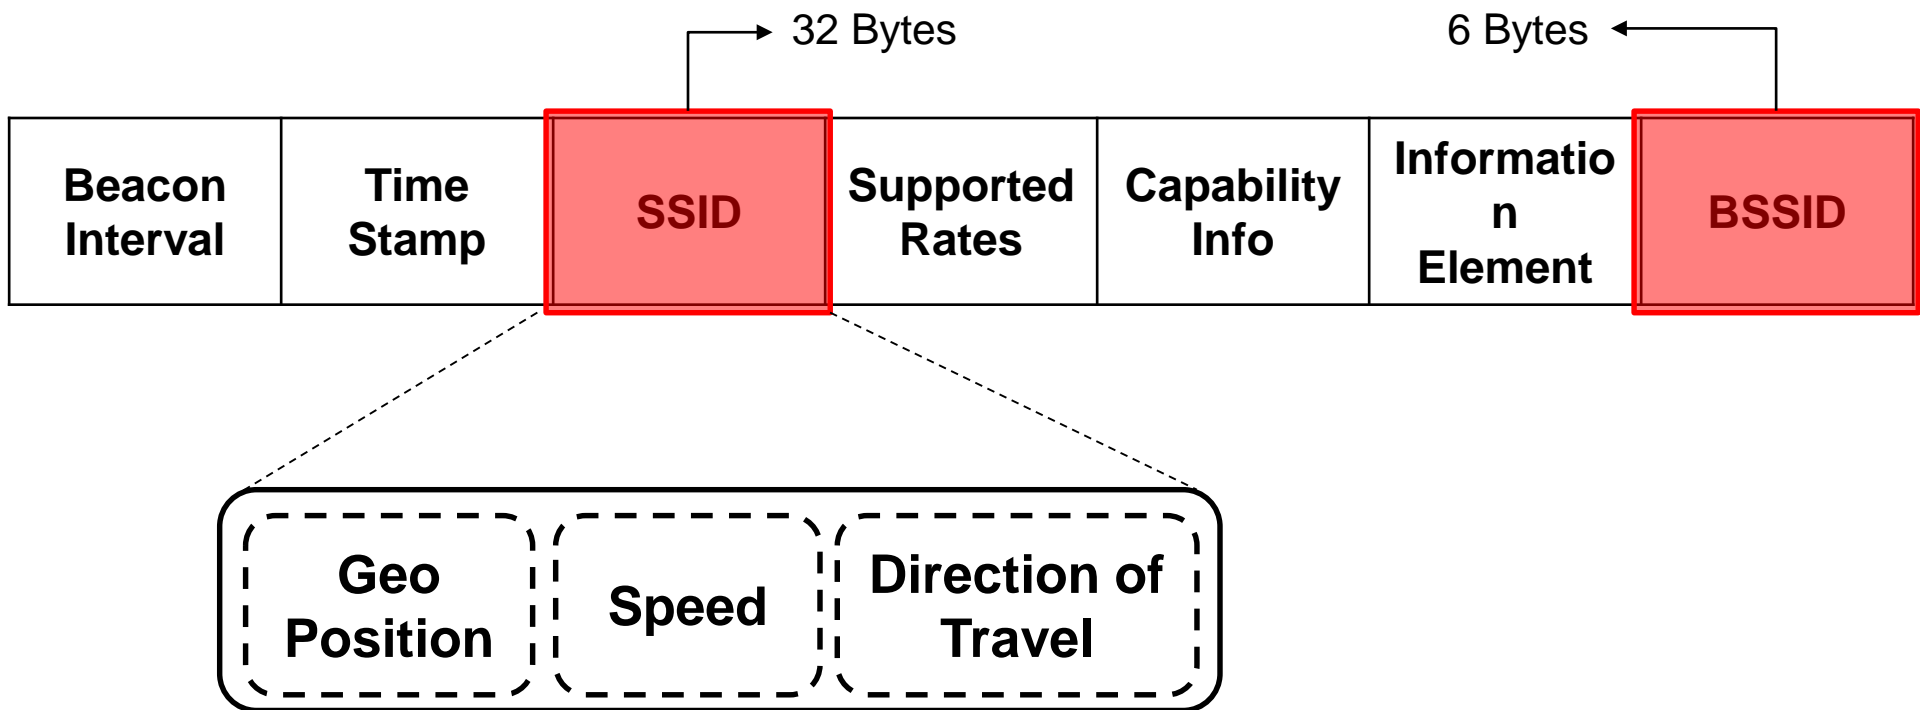 32 Bytes
6 Bytes
Beacon
Interval
Time
Stamp
SSID
Supported
Rates
Capability
Info
Informatio
n
Element
BSSID
Geo
Position
Speed
Direction of
Travel